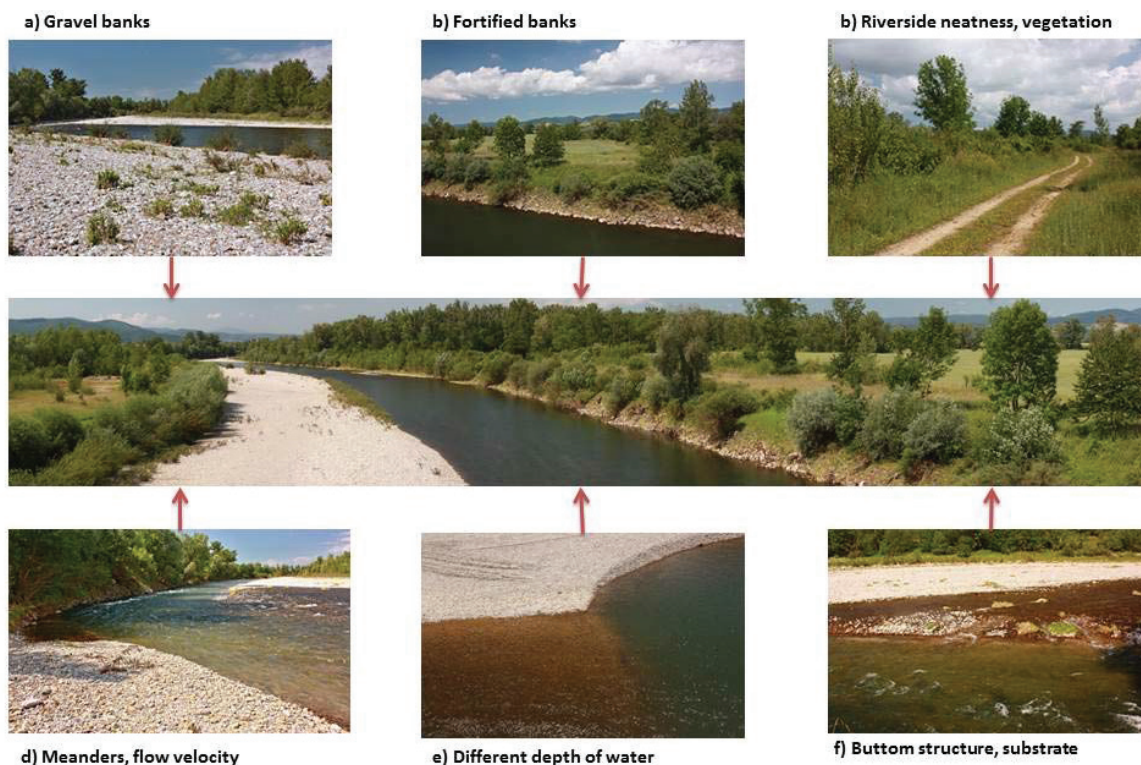 a) Gravel banks
b) Fortified banks
b) Riverside neatness, vegetation
d) Meanders, flow velocity
e) Different depth of water
f) Buttom structure, substrate